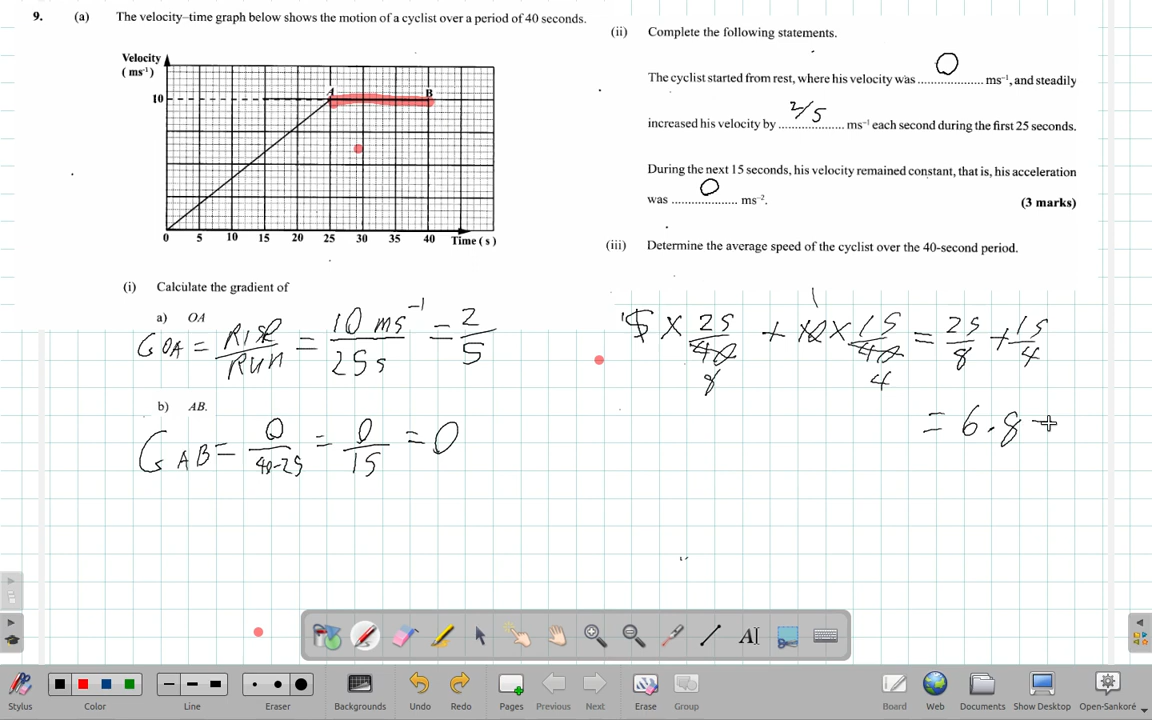 9. (a) The velocity–time graph below shows the motion of a cyclist over a period of 40 seconds.
Velocity
( ms⁻¹ )
10
A
B
0 5 10 15 20 25 30 35 40 Time ( s )
(i) Calculate the gradient of
a) OA
G OA = RISE/RUN = 10 ms⁻¹/25 s = 2/5
b) AB.
G AB = 0/40-25 = 0/15 = 0
(ii) Complete the following statements.
The cyclist started from rest, where his velocity was ...... 0 ...... ms⁻¹, and steadily
increased his velocity by ...... 2/5 ...... ms⁻¹ each second during the first 25 seconds.
During the next 15 seconds, his velocity remained constant, that is, his acceleration
was ...... 0 ...... ms⁻². (3 marks)
(iii) Determine the average speed of the cyclist over the 40-second period.
5 × 25/40 + 10 × 15/40 = 25/8 + 15/4
1 8 1 4
= 6.8
Stylus Color Line Eraser Backgrounds Undo Redo Pages Previous Next Erase Group Board Web Documents Show Desktop Open-Sankoré